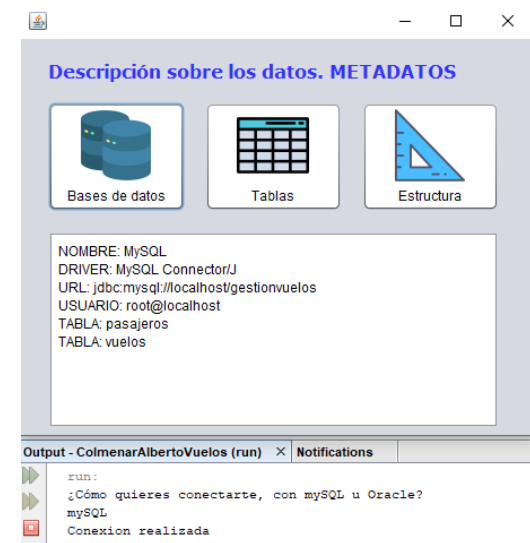 Descripción sobre los datos. METADATOS
Bases de datos
Tablas
Estructura
NOMBRE: MySQL
DRIVER: MySQL Connector/J
URL: jdbc:mysql://localhost/gestionvuelos
USUARIO: root@localhost
TABLA: pasajeros
TABLA: vuelos
Output - ColmenarAlbertoVuelos (run) ×
Notifications
run:
¿Cómo quieres conectarte, con mySQL u Oracle?
mySQL
Conexion realizada